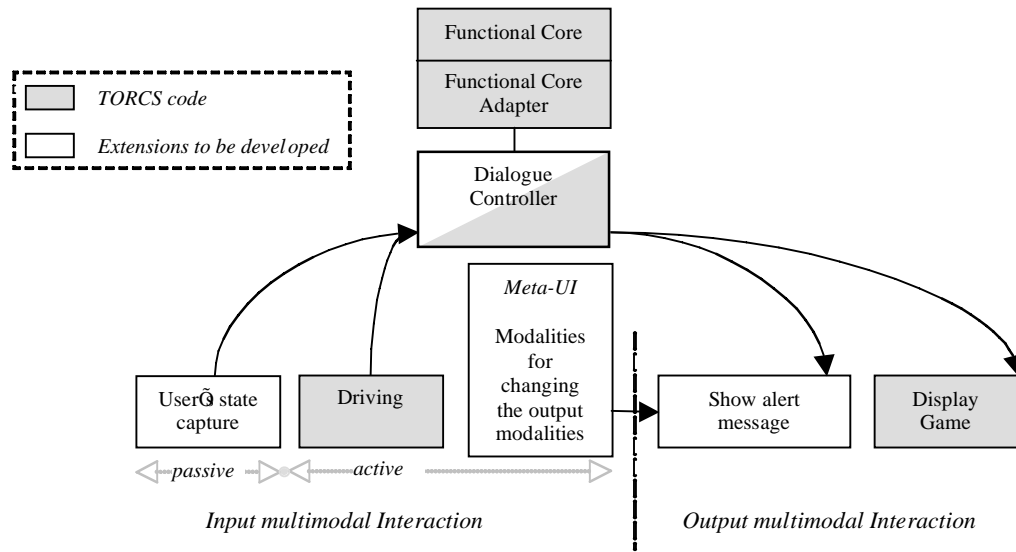 Functional Core
Functional Core
Adapter
TORCS code
Extensions to be developed
Dialogue
Controller
Meta-UI
Modalities
for
changing
the output
modalities
UserÕs state
capture
Driving
Show alert
message
Display
Game
passive
active
Input multimodal Interaction
Output multimodal Interaction